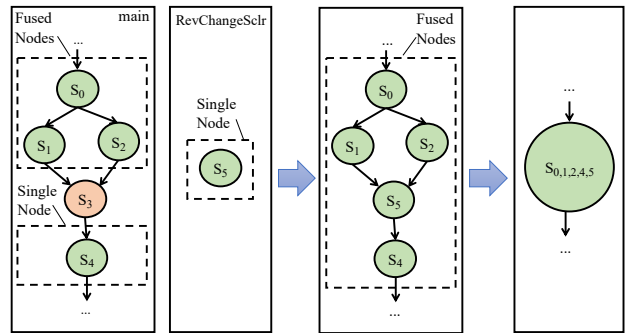 Fused
Nodes
main
...
S0
S1
S2
Single
Node
S3
S4
...
RevChangeSclr
Single
Node
S5
Fused
Nodes
...
S0
S1
S2
S5
S4
...
...
S0,1,2,4,5
...